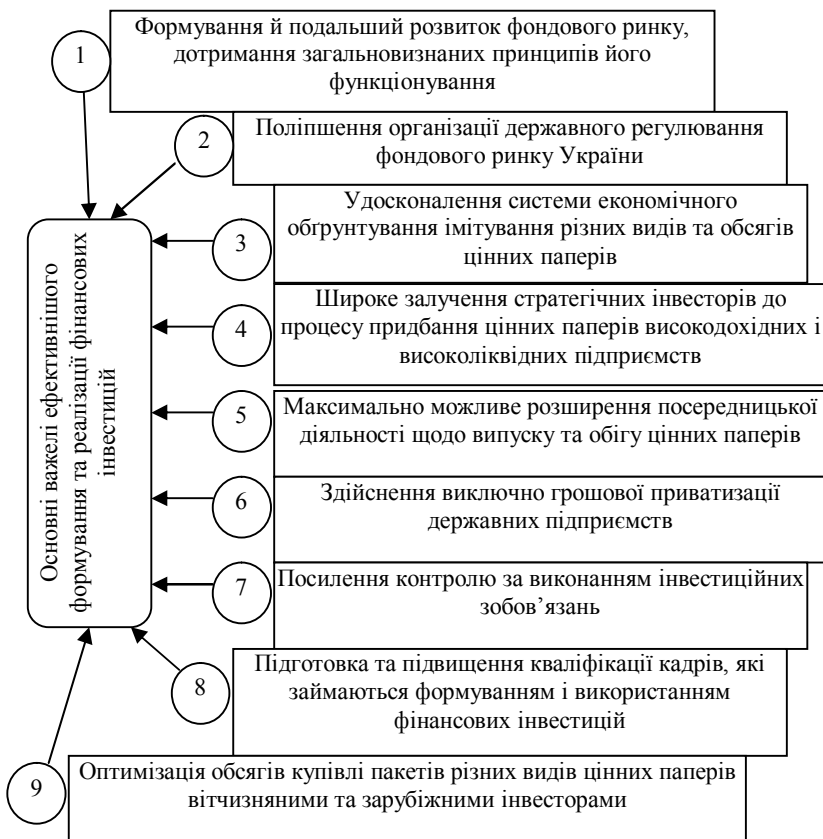 1
Формування й подальший розвиток фондового ринку,
дотримання загальновизнаних принципів його
функціонування
2
Поліпшення організації державного регулювання
фондового ринку України
Основні важелі ефективнішого
формування та реалізації фінансових
інвестицій
3
Удосконалення системи економічного
обґрунтування імітування різних видів та обсягів
цінних паперів
4
Широке залучення стратегічних інвесторів до
процесу придбання цінних паперів високодохідних і
високоліквідних підприємств
5
Максимально можливе розширення посередницької
діяльності щодо випуску та обігу цінних паперів
6
Здійснення виключно грошової приватизації
державних підприємств
7
Посилення контролю за виконанням інвестиційних
зобов’язань
8
Підготовка та підвищення кваліфікації кадрів, які
займаються формуванням і використанням
фінансових інвестицій
9
Оптимізація обсягів купівлі пакетів різних видів цінних паперів
вітчизняними та зарубіжними інвесторами